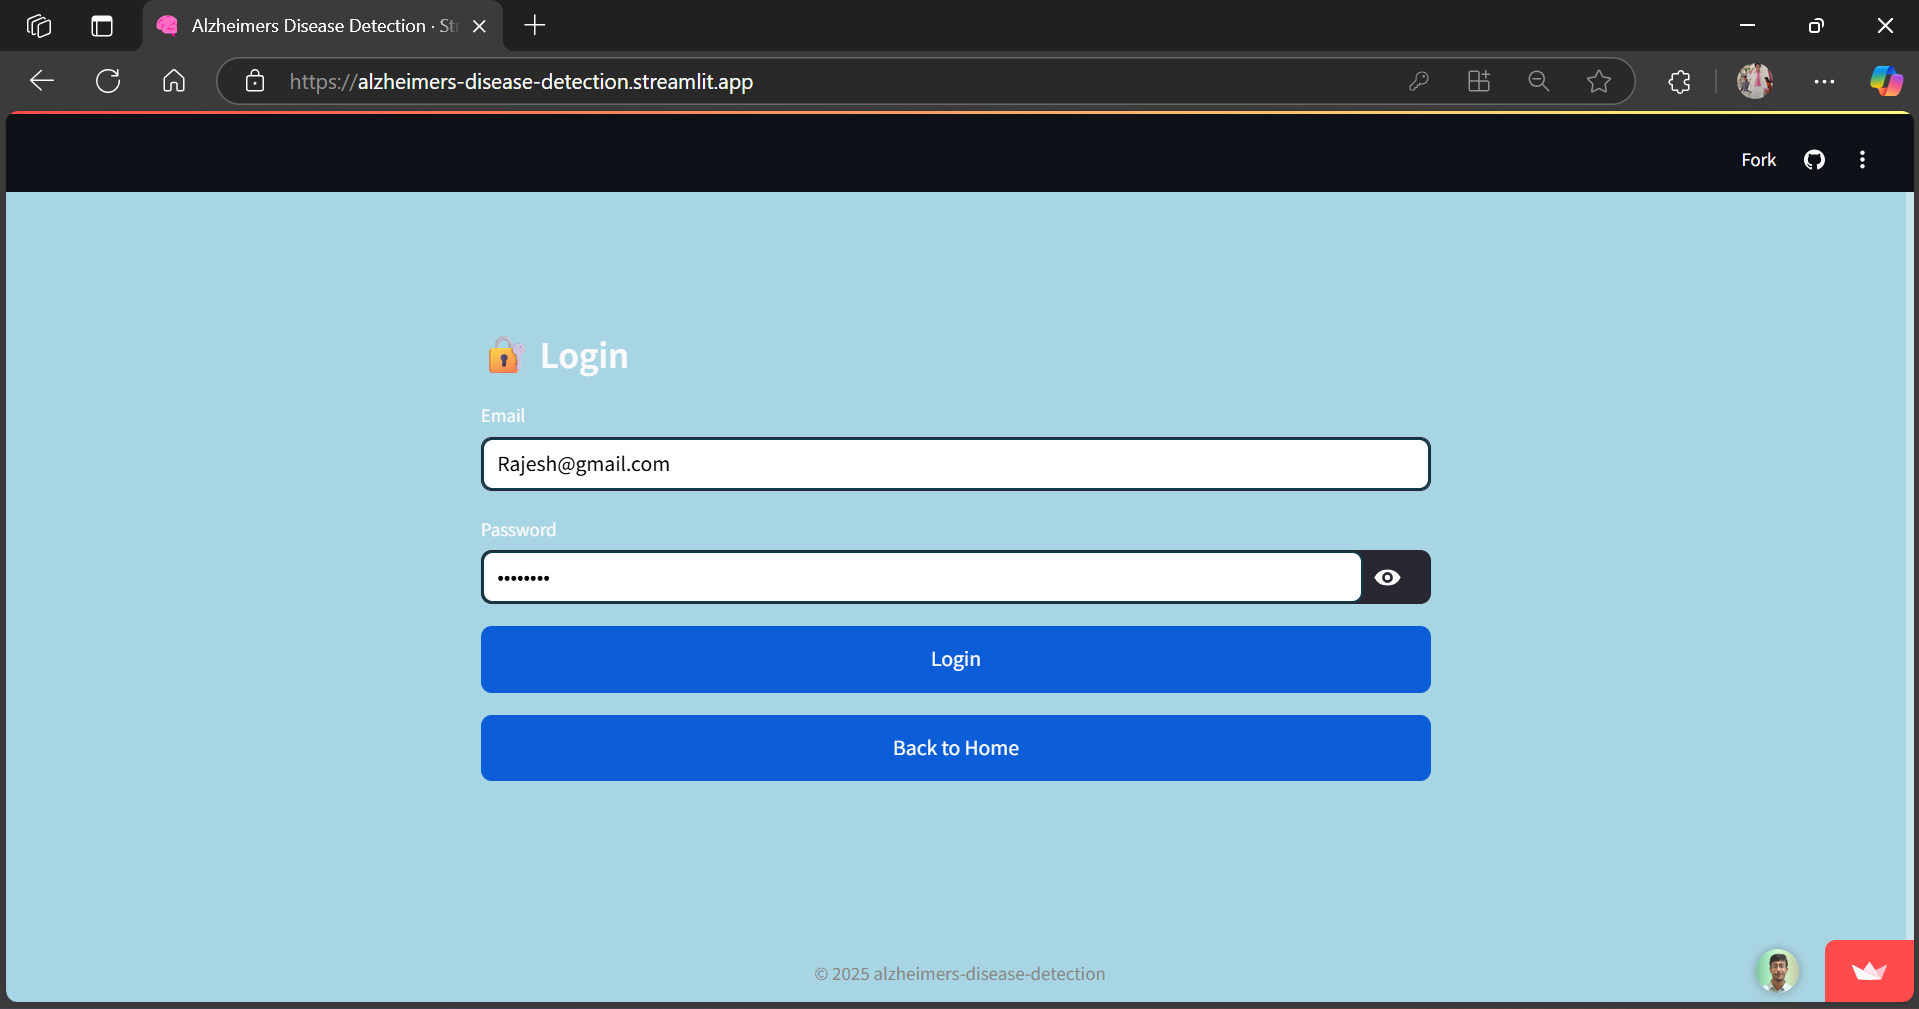 Alzheimers Disease Detection · St
https://alzheimers-disease-detection.streamlit.app
Fork
Login
Email
Rajesh@gmail.com
Password
••••••••
Login
Back to Home
© 2025 alzheimers-disease-detection